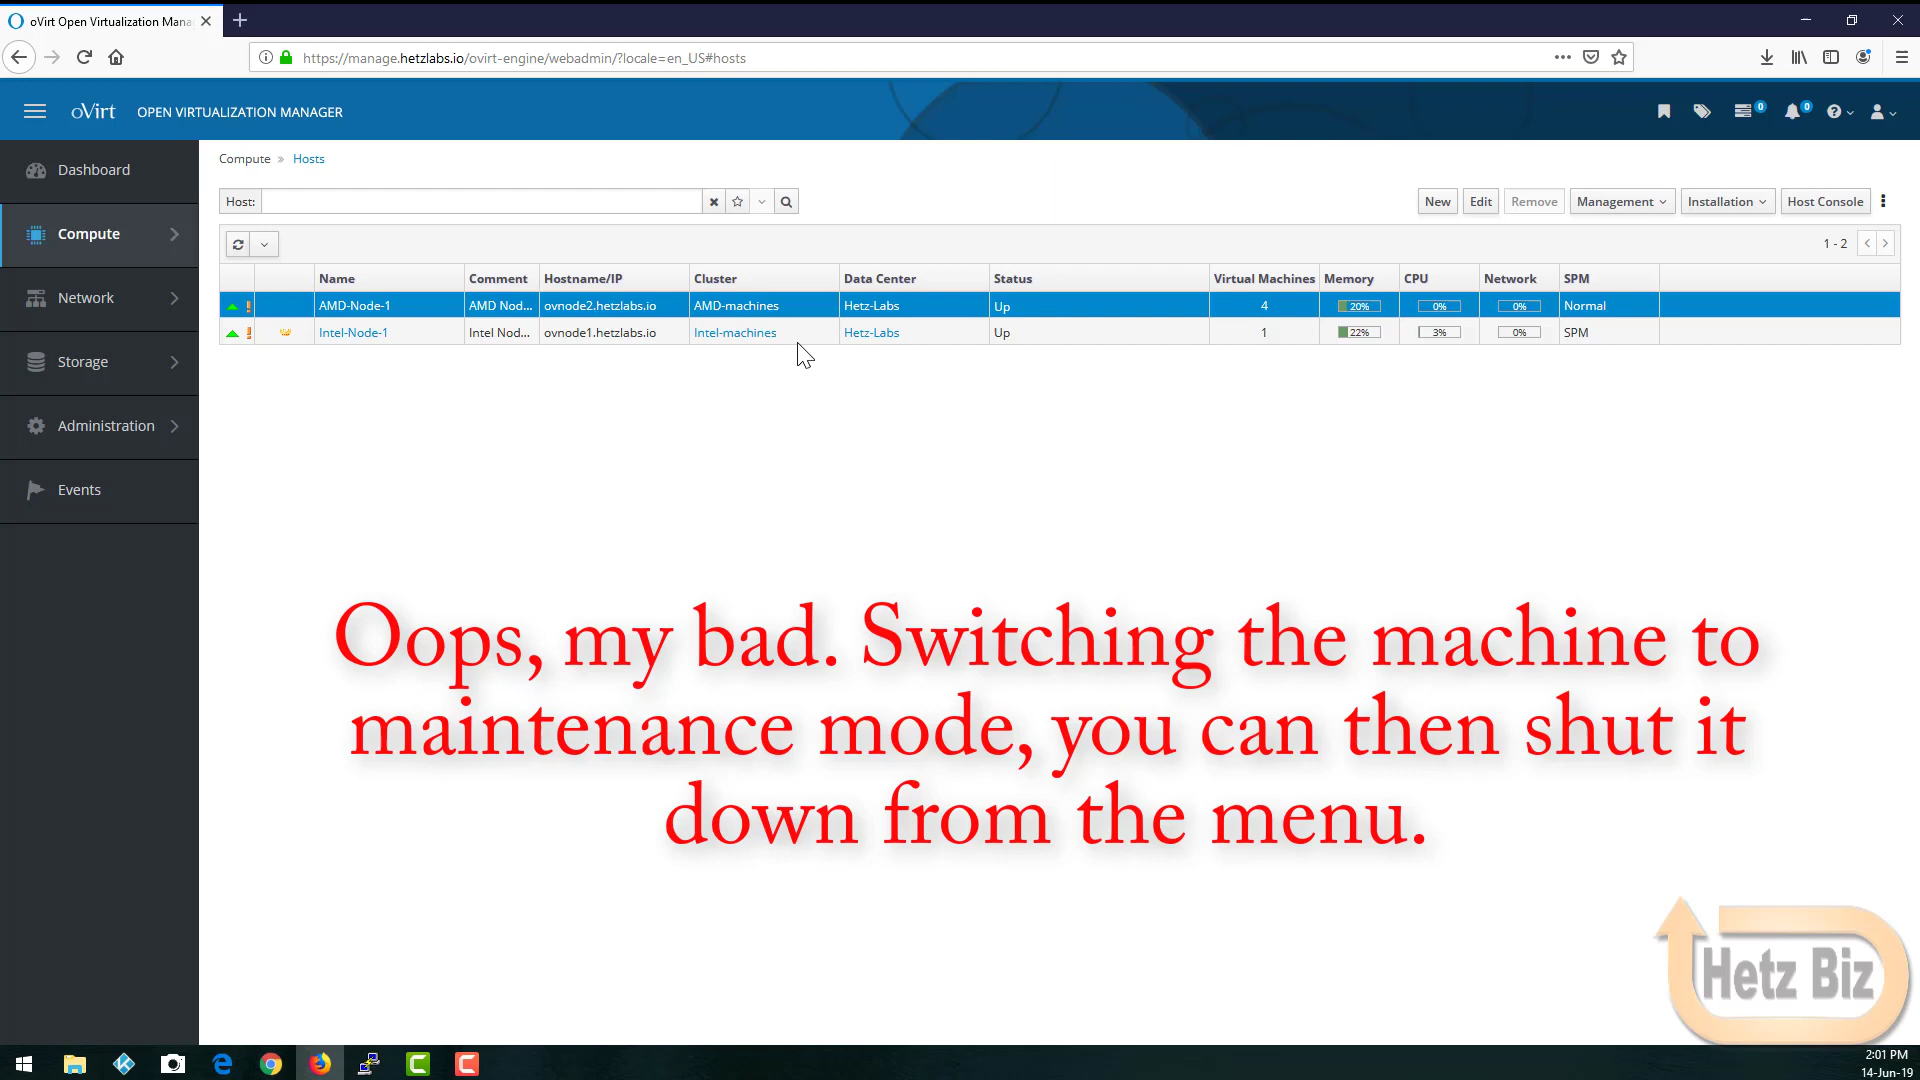 oVirt Open Virtualization Mana
https://manage.hetzlabs.io/ovirt-engine/webadmin/?locale=en_US#hosts
oVirt OPEN VIRTUALIZATION MANAGER 0 0
Dashboard
Compute
Network
Storage
Administration
Events
Compute » Hosts
Host: New Edit Remove Management Installation Host Console
1 - 2
Name Comment Hostname/IP Cluster Data Center Status Virtual Machines Memory CPU Network SPM
AMD-Node-1 AMD Nod... ovnode2.hetzlabs.io AMD-machines Hetz-Labs Up 4 20% 0% 0% Normal
Intel-Node-1 Intel Nod... ovnode1.hetzlabs.io Intel-machines Hetz-Labs Up 1 22% 3% 0% SPM
Oops, my bad. Switching the machine to
maintenance mode, you can then shut it
down from the menu.
Hetz Biz
2:01 PM
14-Jun-19